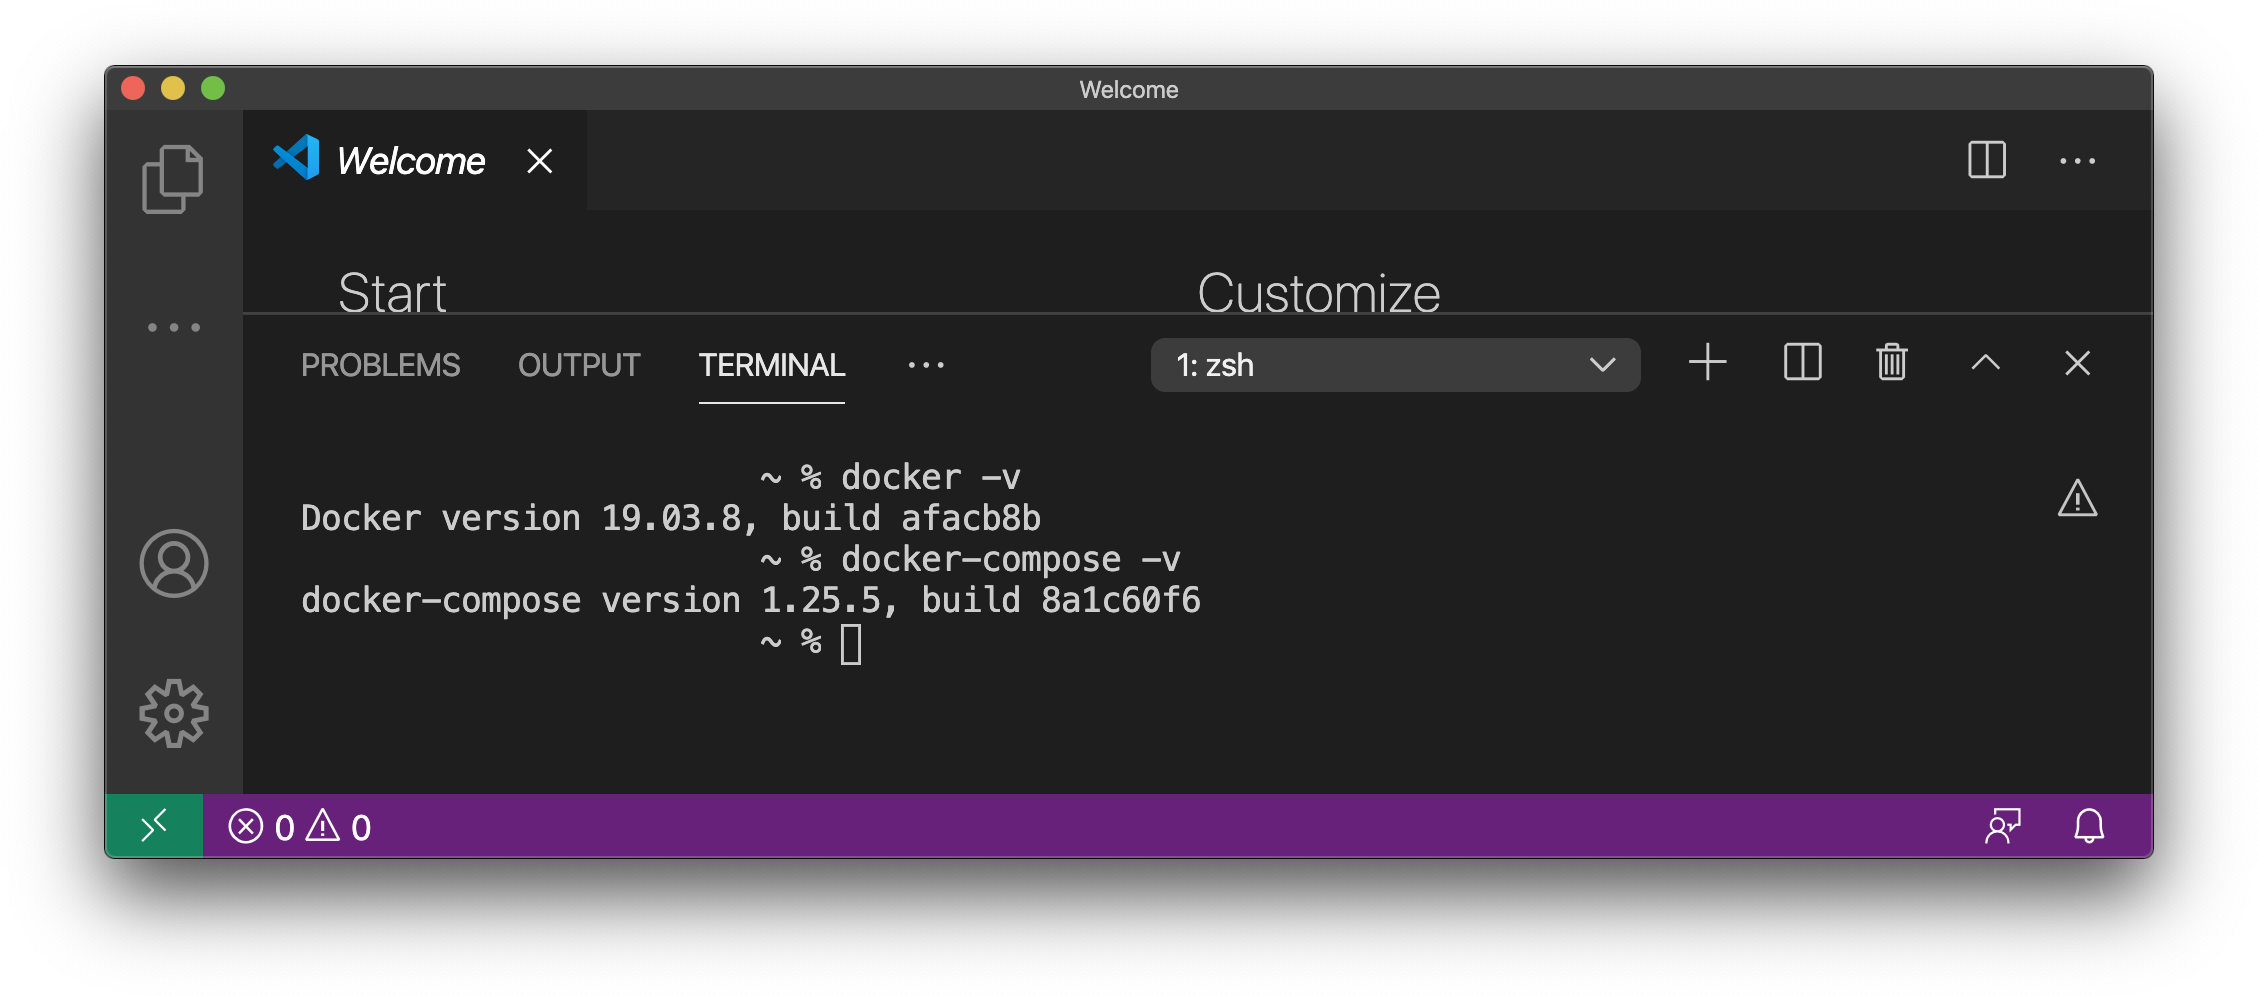 Welcome
Welcome
Start
Customize
PROBLEMS OUTPUT TERMINAL ··· 1: zsh
~ % docker -v
Docker version 19.03.8, build afacb8b
~ % docker-compose -v
docker-compose version 1.25.5, build 8a1c60f6
~ %
0 0